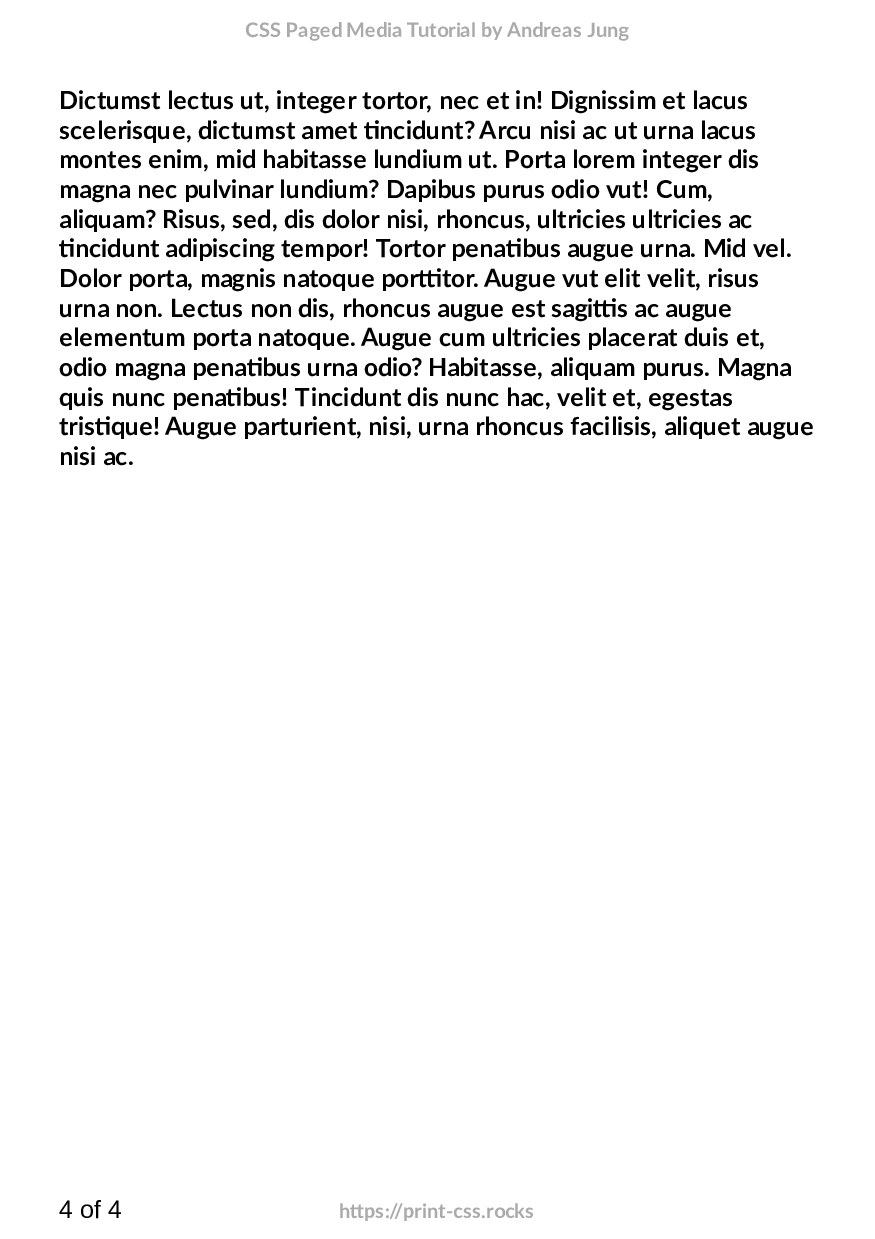 CSS Paged Media Tutorial by Andreas Jung
Dictumst lectus ut, integer tortor, nec et in! Dignissim et lacus
scelerisque, dictumst amet tincidunt? Arcu nisi ac ut urna lacus
montes enim, mid habitasse lundium ut. Porta lorem integer dis
magna nec pulvinar lundium? Dapibus purus odio vut! Cum,
aliquam? Risus, sed, dis dolor nisi, rhoncus, ultricies ultricies ac
tincidunt adipiscing tempor! Tortor penatibus augue urna. Mid vel.
Dolor porta, magnis natoque porttitor. Augue vut elit velit, risus
urna non. Lectus non dis, rhoncus augue est sagittis ac augue
elementum porta natoque. Augue cum ultricies placerat duis et,
odio magna penatibus urna odio? Habitasse, aliquam purus. Magna
quis nunc penatibus! Tincidunt dis nunc hac, velit et, egestas
tristique! Augue parturient, nisi, urna rhoncus facilisis, aliquet augue
nisi ac.
4 of 4
https://print-css.rocks